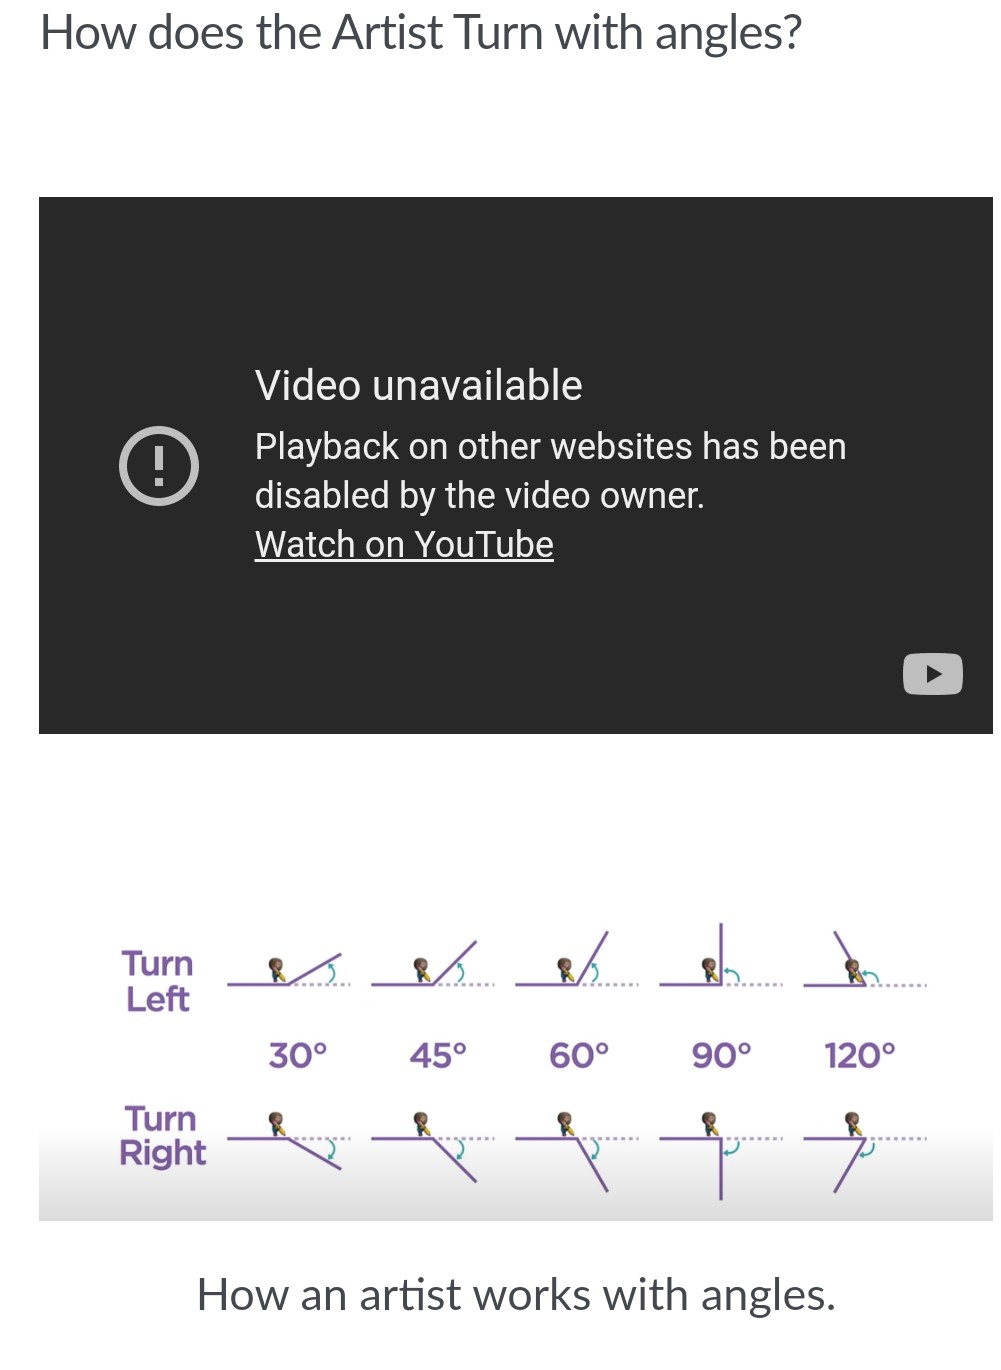 How does the Artist Turn with angles?
Video unavailable
Playback on other websites has been
disabled by the video owner.
Watch on YouTube
Turn
Left
30° 45° 60° 90° 120°
Turn
Right
How an artist works with angles.